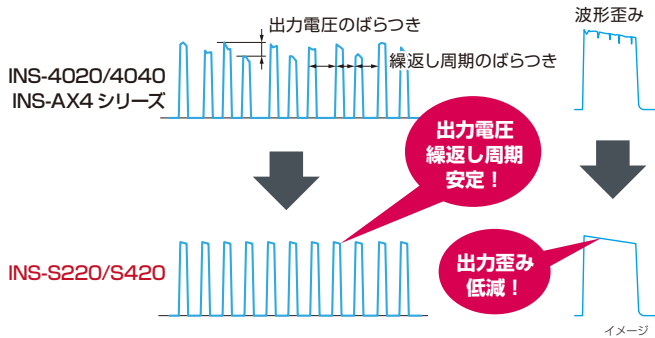 出力電圧のばらつき
波形歪み
繰返し周期のばらつき
INS-4020/4040
INS-AX4 シリーズ
出力電圧
繰返し周期
安定！
INS-S220/S420
出力歪み
低減！
イメージ